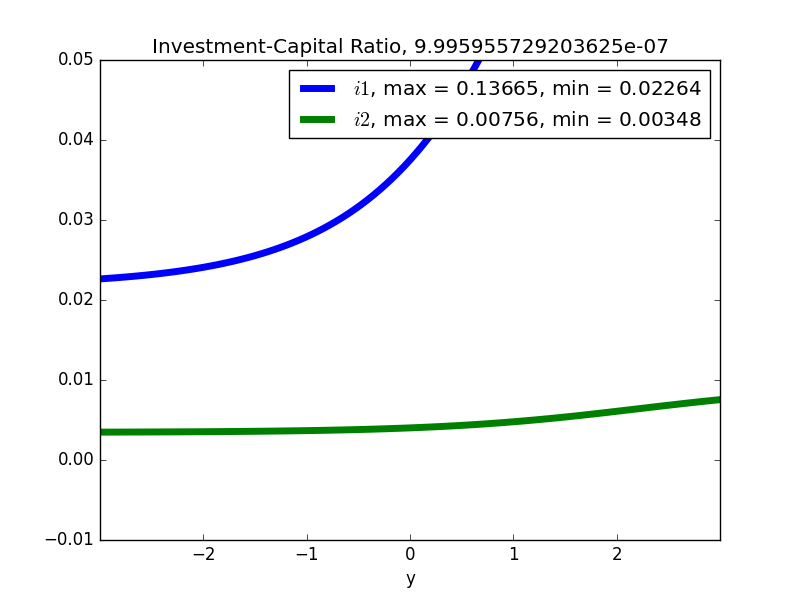 Investment-Capital Ratio, 9.995955729203625e-07
0.05
i1, max = 0.13665, min = 0.02264
i2, max = 0.00756, min = 0.00348
0.04
0.03
0.02
0.01
0.00
−0.01
−2 −1 0 1 2
y